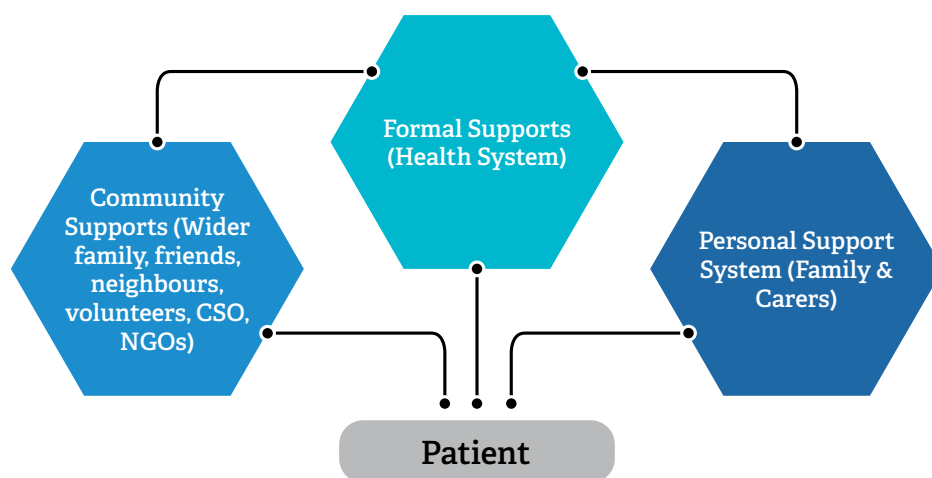 Formal Supports
(Health System)
Community
Supports (Wider
family, friends,
neighbours,
volunteers, CSO,
NGOs)
Personal Support
System (Family &
Carers)
Patient